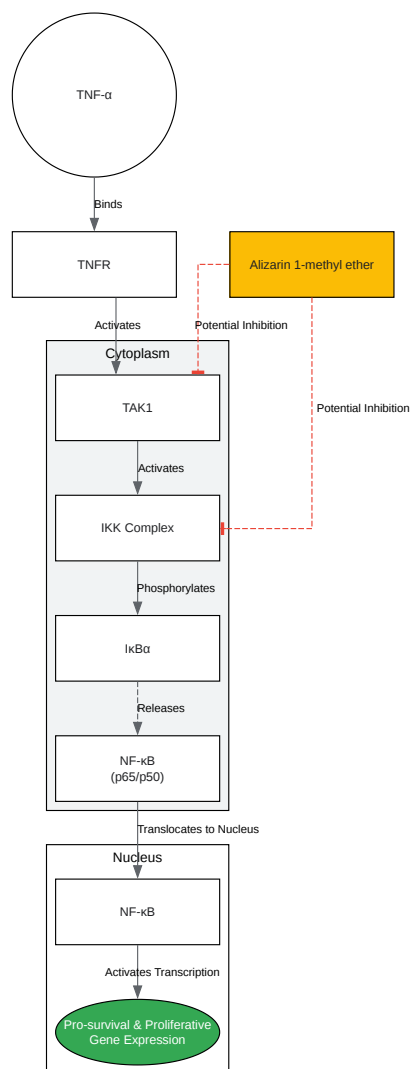 TNF-α
Binds
TNFR
Alizarin 1-methyl ether
Activates
Potential Inhibition
Cytoplasm
TAK1
Potential Inhibition
Activates
IKK Complex
Phosphorylates
IκBα
Releases
NF-κB
(p65/p50)
Translocates to Nucleus
Nucleus
NF-κB
Activates Transcription
Pro-survival & Proliferative
Gene Expression